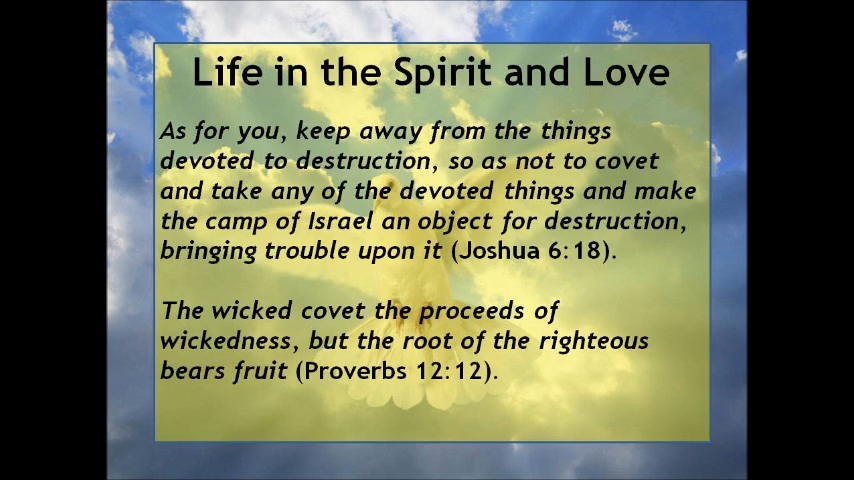 Life in the Spirit and Love
As for you, keep away from the things
devoted to destruction, so as not to covet
and take any of the devoted things and make
the camp of Israel an object for destruction,
bringing trouble upon it (Joshua 6:18).
The wicked covet the proceeds of
wickedness, but the root of the righteous
bears fruit (Proverbs 12:12).